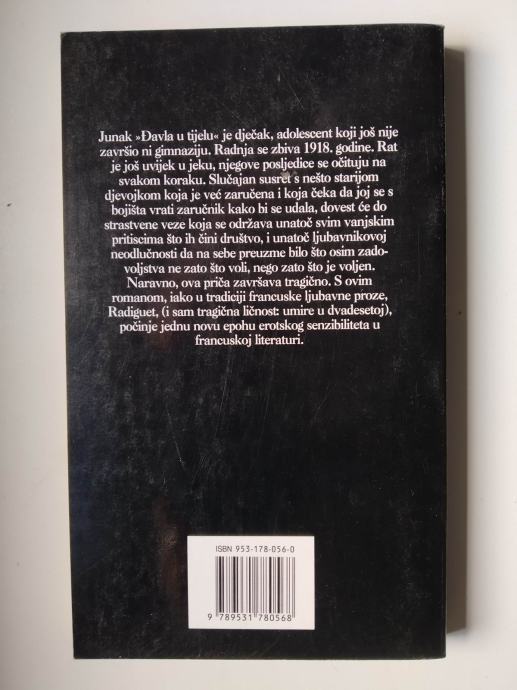 Junak »Đavla u tijelu« je dječak, adolescent koji još nije
završio ni gimnaziju. Radnja se zbiva 1918. godine. Rat
je još uvijek u jeku, njegove posljedice se očituju na
svakom koraku. Slučajan susret s nešto starijom
djevojkom koja je već zaručena i koja čeka da joj se s
bojišta vrati zaručnik kako bi se udala, dovest će do
strastvene veze koja se održava unatoč svim vanjskim
pritiscima što ih čini društvo, i unatoč ljubavnikovoj
neodlučnosti da na sebe preuzme bilo što osim zado-
voljstva ne zato što voli, nego zato što je voljen.
Naravno, ova priča završava tragično. S ovim
romanom, iako u tradiciji francuske ljubavne proze,
Radiguet, (i sam tragična ličnost: umire u dvadesetoj),
počinje jednu novu epohu erotskog senzibiliteta u
francuskoj literaturi.
ISBN 953-178-056-0
9 789531 780568